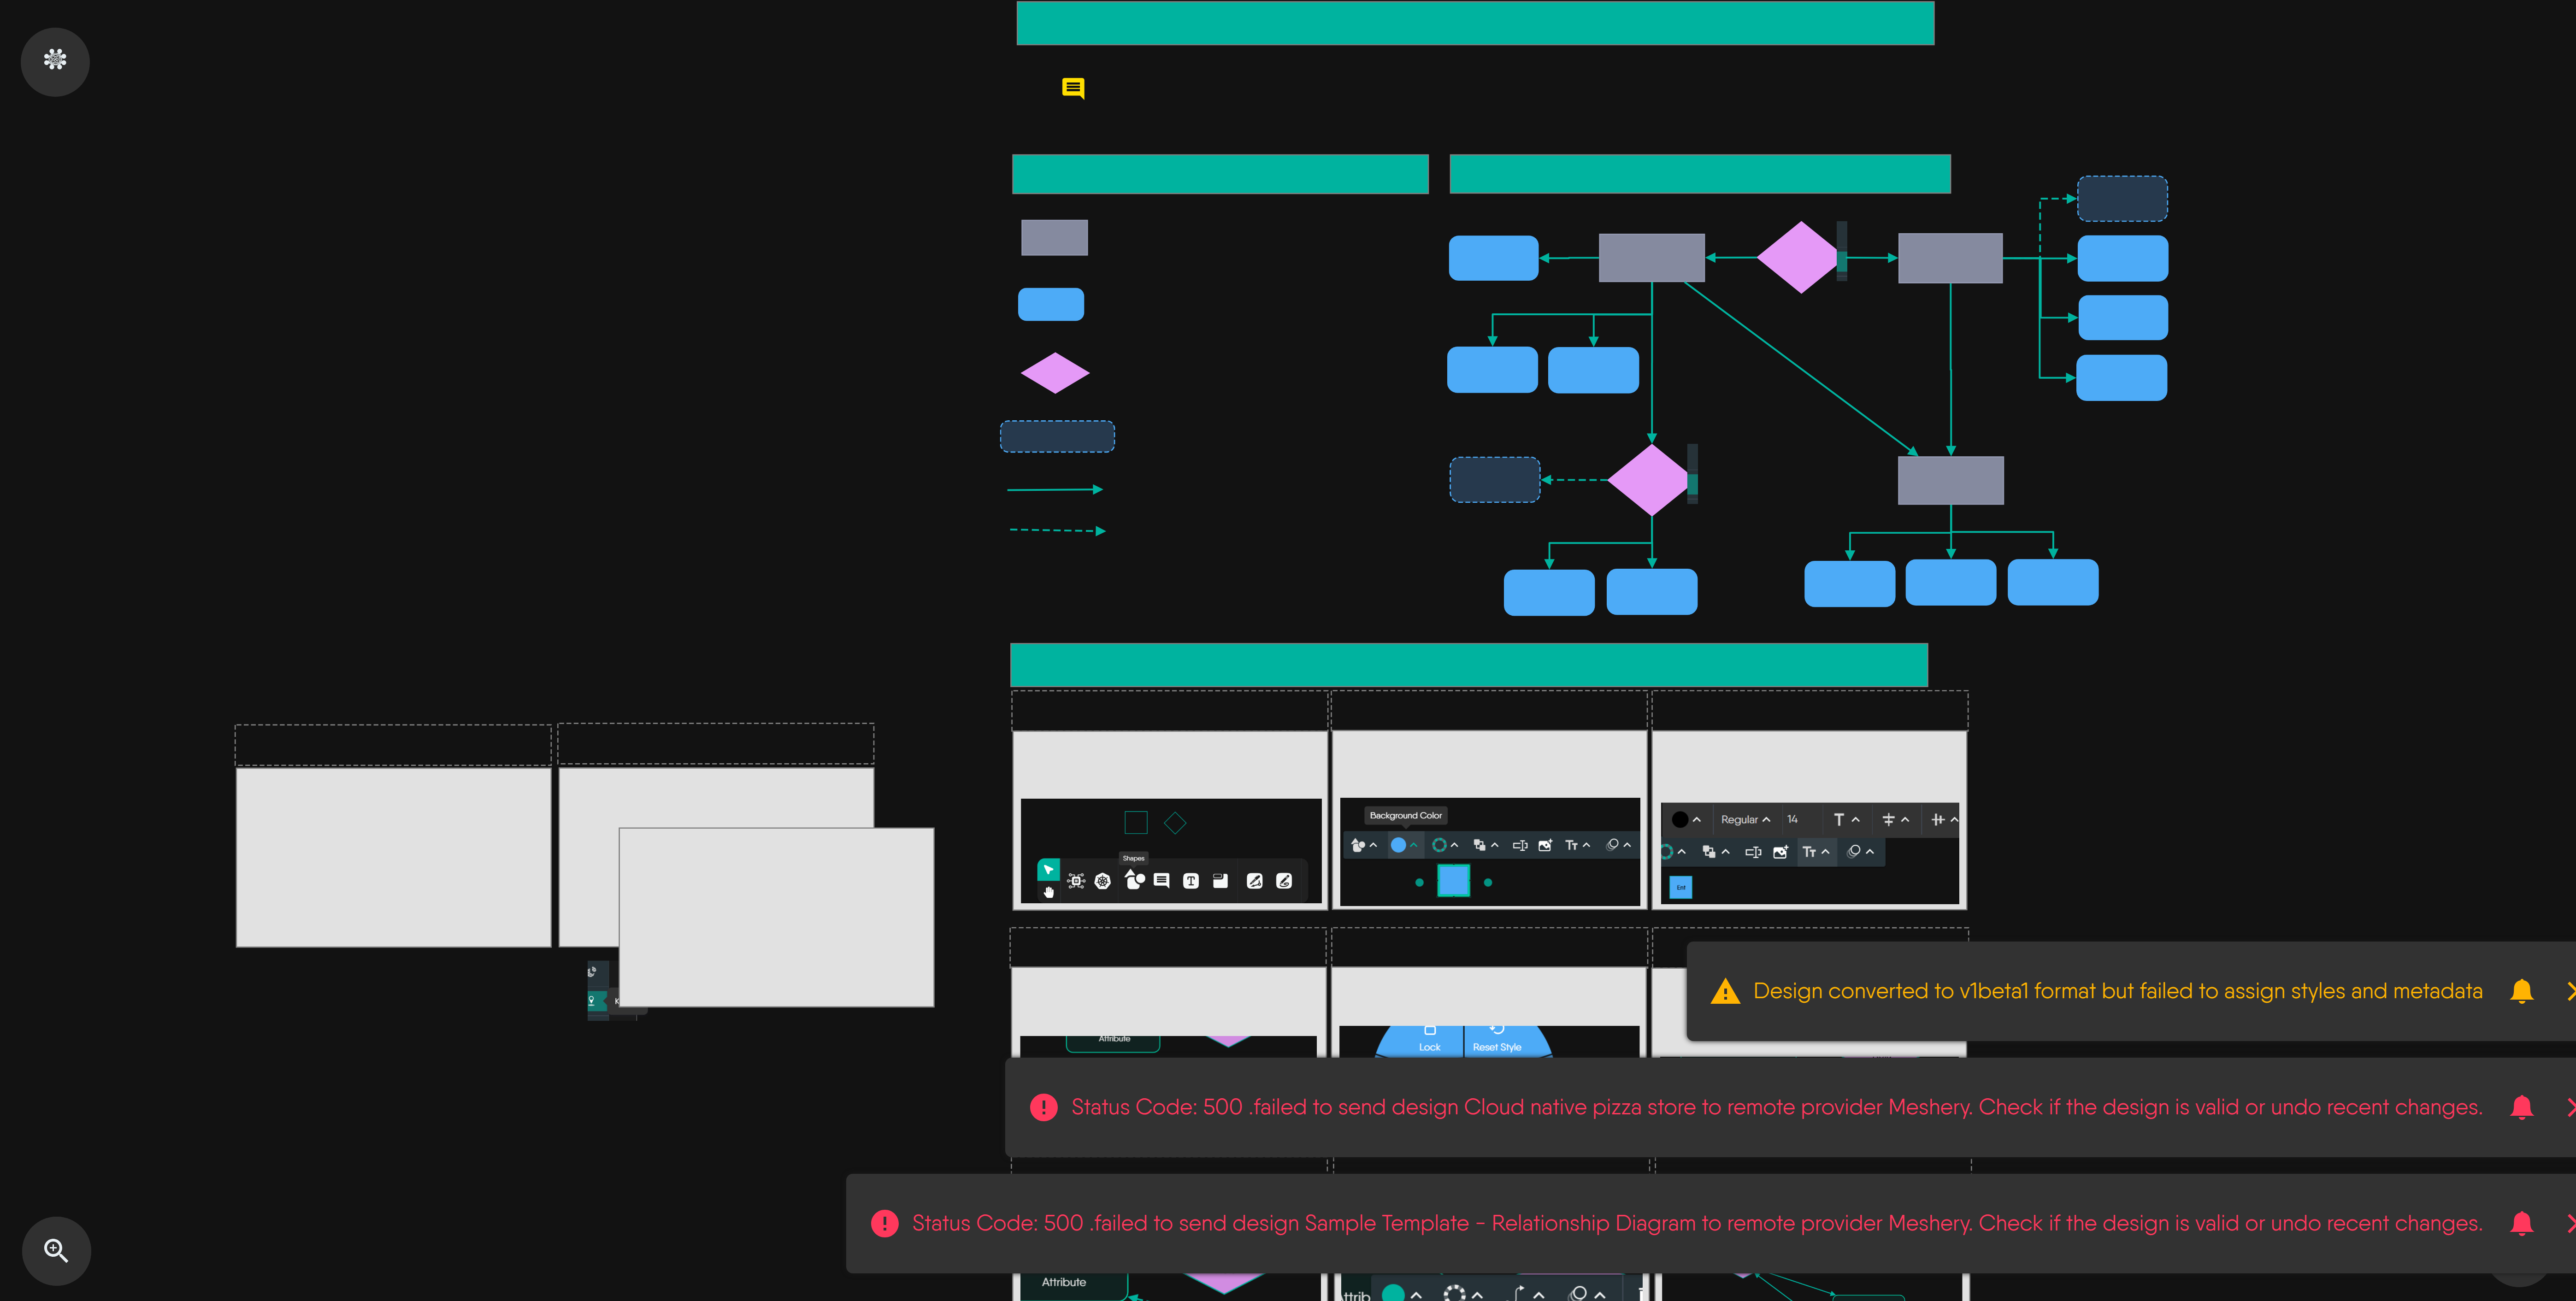 Background Color
Regular
14
Shapes
Ent
Design converted to v1beta1 format but failed to assign styles and metadata
Attribute
Lock
Reset Style
Status Code: 500 .failed to send design Cloud native pizza store to remote provider Meshery. Check if the design is valid or undo recent changes.
Status Code: 500 .failed to send design Sample Template - Relationship Diagram to remote provider Meshery. Check if the design is valid or undo recent changes.
Attribute
ttrib